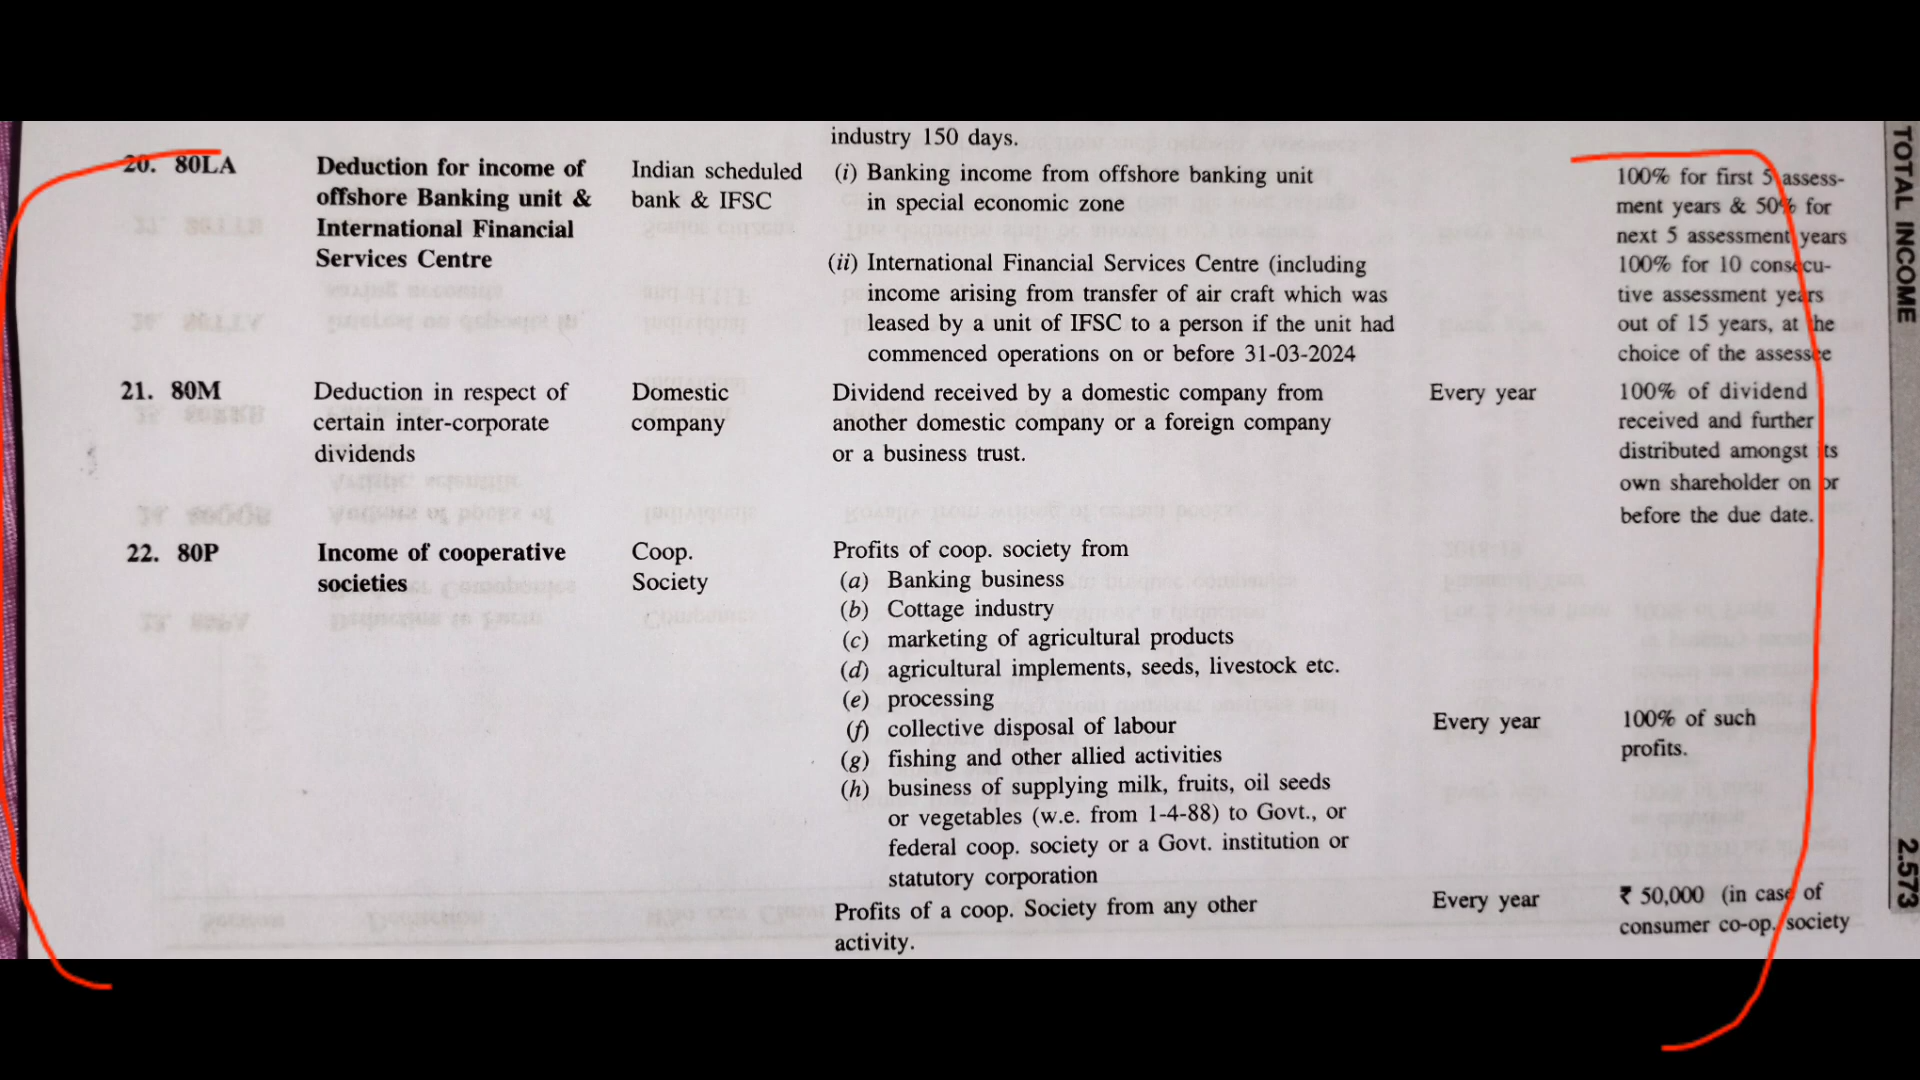 industry 150 days.
20. 80LA Deduction for income of Indian scheduled (i) Banking income from offshore banking unit 100% for first 5 assess-
offshore Banking unit & bank & IFSC in special economic zone ment years & 50% for
International Financial next 5 assessment years
Services Centre (ii) International Financial Services Centre (including 100% for 10 consecu-
income arising from transfer of air craft which was tive assessment years
leased by a unit of IFSC to a person if the unit had out of 15 years, at the
commenced operations on or before 31-03-2024 choice of the assessee
21. 80M Deduction in respect of Domestic Dividend received by a domestic company from Every year 100% of dividend
certain inter-corporate company another domestic company or a foreign company received and further
dividends or a business trust. distributed amongst its
own shareholder on or
before the due date.
22. 80P Income of cooperative Coop. Profits of coop. society from
societies Society (a) Banking business
(b) Cottage industry
(c) marketing of agricultural products
(d) agricultural implements, seeds, livestock etc.
(e) processing
(f) collective disposal of labour Every year 100% of such
(g) fishing and other allied activities profits.
(h) business of supplying milk, fruits, oil seeds
or vegetables (w.e. from 1-4-88) to Govt., or
federal coop. society or a Govt. institution or
statutory corporation
Profits of a coop. Society from any other Every year ₹ 50,000 (in case of
activity. consumer co-op. society
TOTAL INCOME
2.573